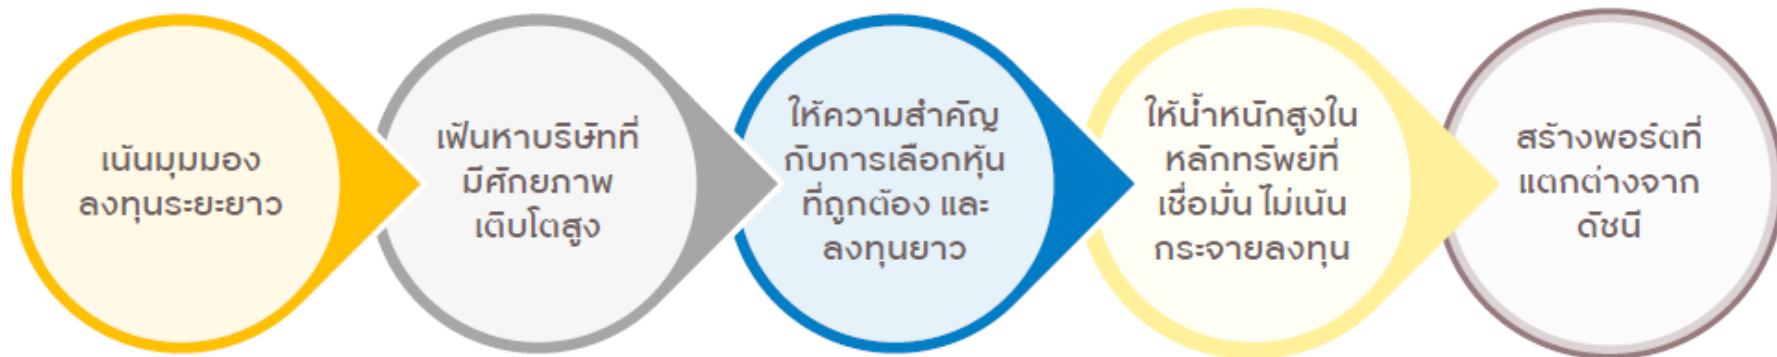 เน้นมุมมอง
ลงทุนระยะยาว
เฟ้นหาบริษัทที่
มีศักยภาพ
เติบโตสูง
ให้ความสำคัญ
กับการเลือกหุ้น
ที่ถูกต้อง และ
ลงทุนยาว
ให้น้ำหนักสูงใน
หลักทรัพย์ที่
เชื่อมั่น ไม่เน้น
กระจายลงทุน
สร้างพอร์ตที่
แตกต่างจาก
ดัชนี